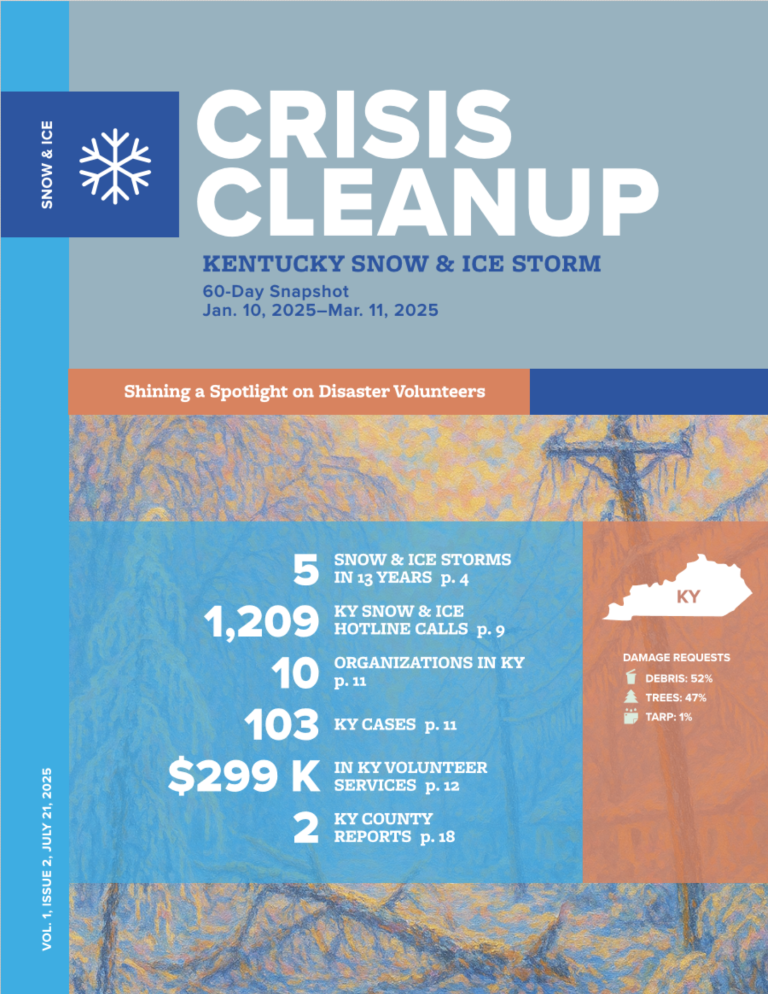 SNOW & ICE
CRISIS
CLEANUP
KENTUCKY SNOW & ICE STORM
60-Day Snapshot
Jan. 10, 2025–Mar. 11, 2025
Shining a Spotlight on Disaster Volunteers
5 SNOW & ICE STORMS
IN 13 YEARS p. 4
1,209 KY SNOW & ICE
HOTLINE CALLS p. 9
10 ORGANIZATIONS IN KY
p. 11
103 KY CASES p. 11
$299 K IN KY VOLUNTEER
SERVICES p. 12
2 KY COUNTY
REPORTS p. 18
KY
DAMAGE REQUESTS
DEBRIS: 52%
TREES: 47%
TARP: 1%
VOL. 1, ISSUE 2, JULY 21, 2025